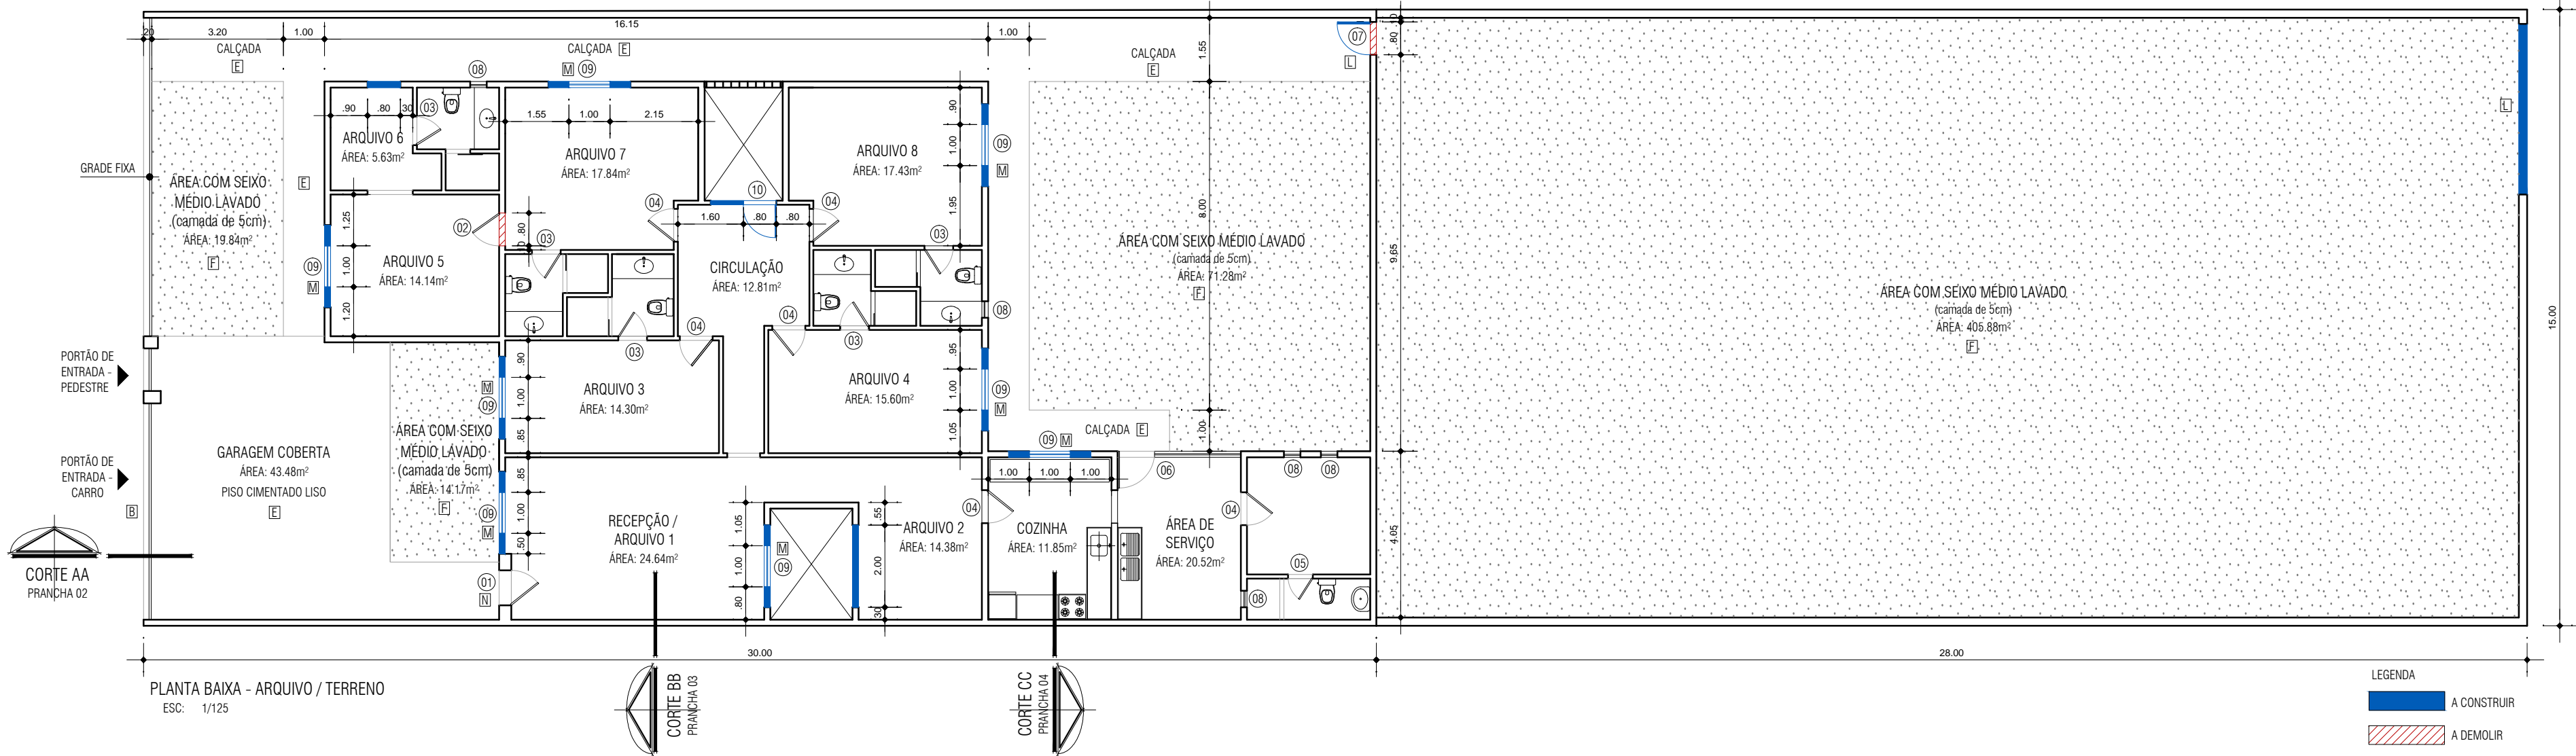 .20
3.20
1.00
16.15
1.00
CALÇADA
E
CALÇADA E
M 09
08
CALÇADA
E
1.55
.10
.80
07
L
L
.90 .80 .30
03
ARQUIVO 6
ÁREA: 5.63m²
1.55 1.00 2.15
ARQUIVO 7
ÁREA: 17.84m²
ARQUIVO 8
ÁREA: 17.43m²
.90
1.00
1.95
09
M
GRADE FIXA
E
ÁREA COM SEIXO
MÉDIO LAVADO
(camada de 5cm)
ÁREA: 19.84m²
F
10
04
04
1.60 .80 .80
02
.80
.10
03
03
1.25
1.00
1.20
09
M
ARQUIVO 5
ÁREA: 14.14m²
CIRCULAÇÃO
ÁREA: 12.81m²
8.00
ÁREA COM SEIXO MÉDIO LAVADO
(camada de 5cm)
ÁREA: 71.28m²
F
9.65
ÁREA COM SEIXO MÉDIO LAVADO
(camada de 5cm)
ÁREA: 405.88m²
F
15.00
08
04
04
03
03
PORTÃO DE
ENTRADA -
PEDESTRE
.90
1.00
.85
M
09
ARQUIVO 3
ÁREA: 14.30m²
ARQUIVO 4
ÁREA: 15.60m²
.95
1.00
1.05
09
M
1.00
CALÇADA E
09 M
PORTÃO DE
ENTRADA -
CARRO
B
GARAGEM COBERTA
ÁREA: 43.48m²
PISO CIMENTADO LISO
E
ÁREA COM SEIXO
MÉDIO LAVADO
(camada de 5cm)
ÁREA: 14.17m²
F
.85
1.00
.50
09
M
01
N
RECEPÇÃO /
ARQUIVO 1
ÁREA: 24.64m²
1.05
1.00
.80
M
09
.55
2.00
.30
ARQUIVO 2
ÁREA: 14.38m²
04
1.00 1.00 1.00
COZINHA
ÁREA: 11.85m²
06
ÁREA DE
SERVIÇO
ÁREA: 20.52m²
04
08
08
05
08
4.05
CORTE AA
PRANCHA 02
30.00
28.00
PLANTA BAIXA - ARQUIVO / TERRENO
ESC: 1/125
CORTE BB
PRANCHA 03
CORTE CC
PRANCHA 04
LEGENDA
A CONSTRUIR
A DEMOLIR